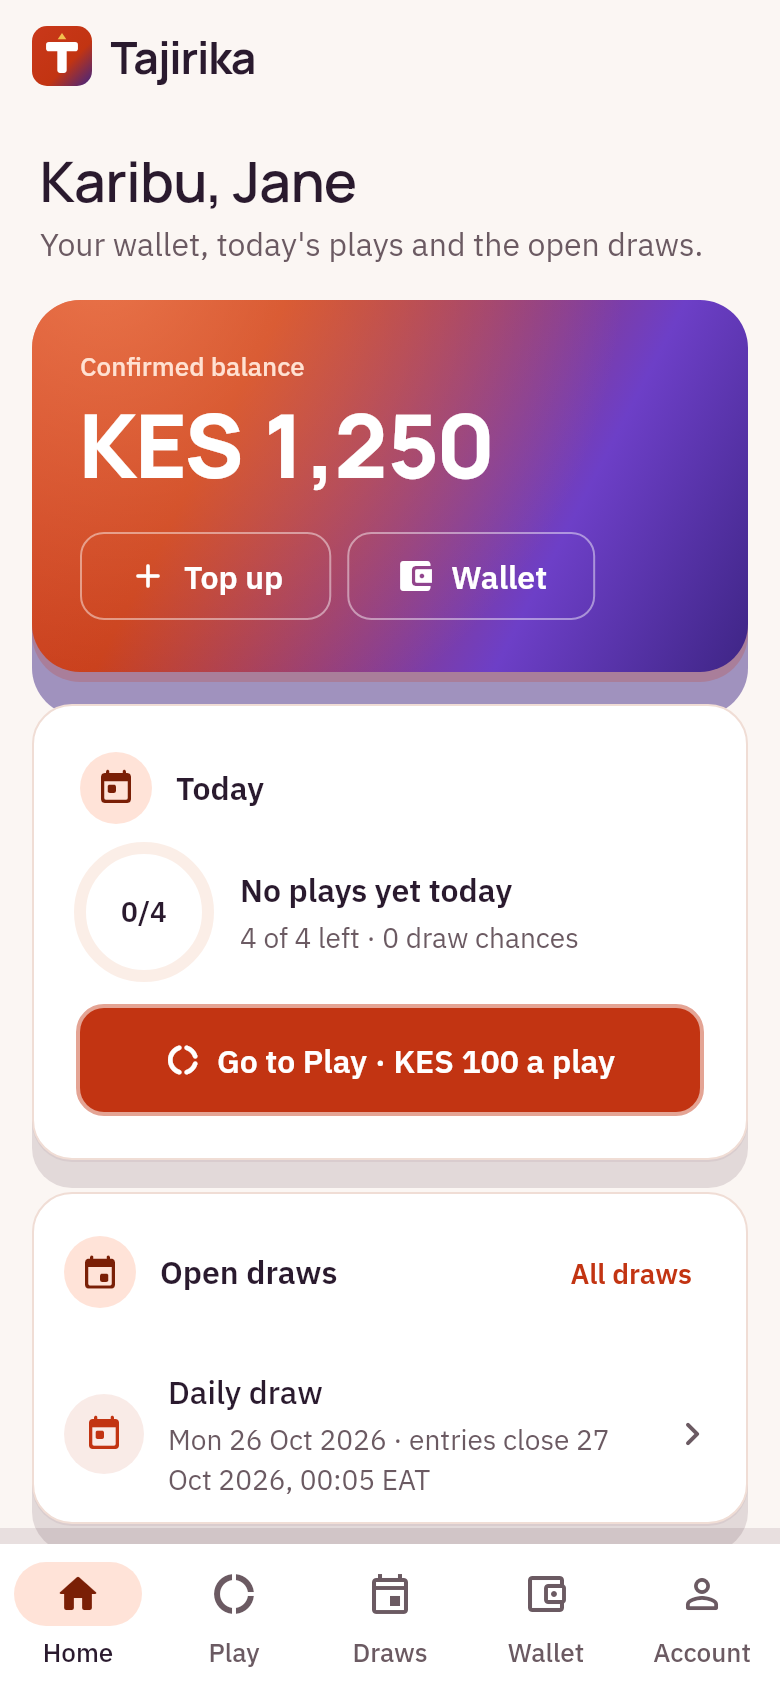 Tajirika
Karibu, Jane
Your wallet, today's plays and the open draws.
Confirmed balance
KES 1,250
Top up
Wallet
Today
0/4
No plays yet today
4 of 4 left · 0 draw chances
Go to Play · KES 100 a play
Open draws
All draws
Daily draw
Mon 26 Oct 2026 · entries close 27
Oct 2026, 00:05 EAT
Home
Play
Draws
Wallet
Account